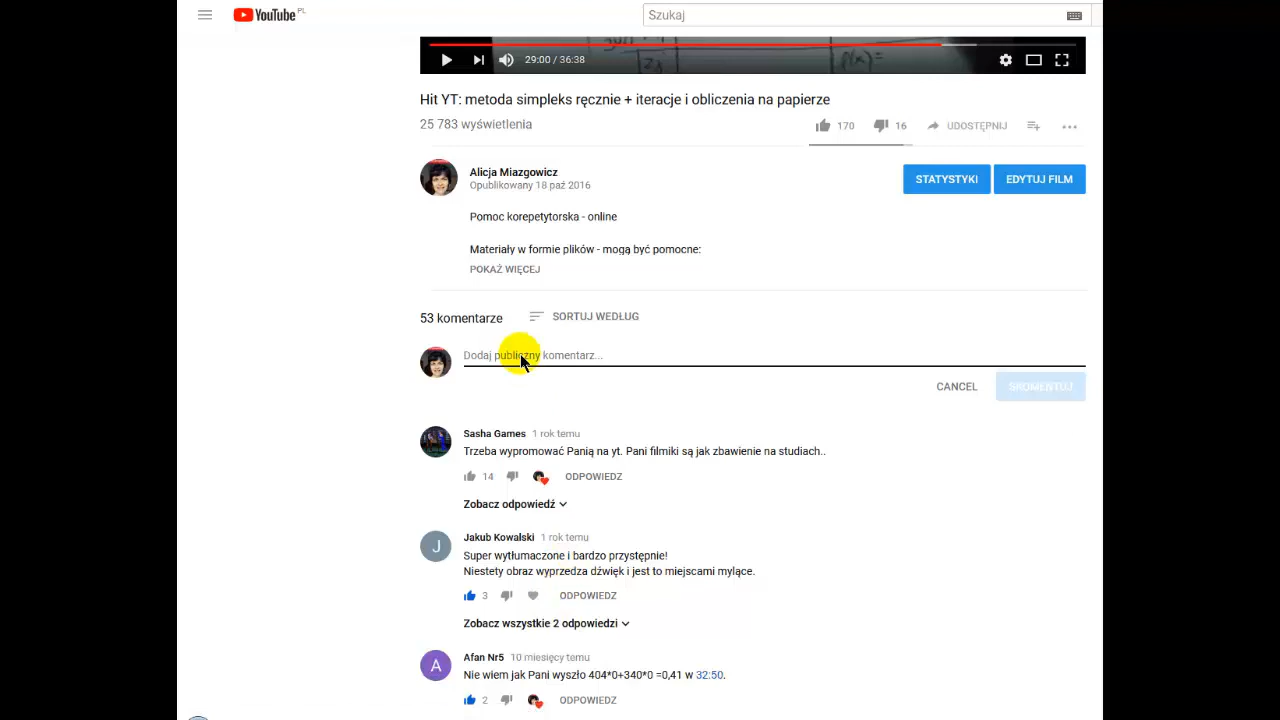 YouTube PL
Szukaj
29:00 / 36:38
Hit YT: metoda simpleks ręcznie + iteracje i obliczenia na papierze
25 783 wyświetlenia
170 16 UDOSTĘPNIJ
Alicja Miazgowicz
Opublikowany 18 paź 2016
STATYSTYKI EDYTUJ FILM
Pomoc korepetytorska - online
Materiały w formie plików - mogą być pomocne:
POKAŻ WIĘCEJ
53 komentarze SORTUJ WEDŁUG
Dodaj publiczny komentarz...
CANCEL SKOMENTUJ
Sasha Games 1 rok temu
Trzeba wypromować Panią na yt. Pani filmiki są jak zbawienie na studiach..
14 ODPOWIEDZ
Zobacz odpowiedź
J
Jakub Kowalski 1 rok temu
Super wytłumaczone i bardzo przystępnie!
Niestety obraz wyprzedza dźwięk i jest to miejscami mylące.
3 ODPOWIEDZ
Zobacz wszystkie 2 odpowiedzi
A
Afan Nr5 10 miesięcy temu
Nie wiem jak Pani wyszło 404*0+340*0 =0,41 w 32:50.
2 ODPOWIEDZ